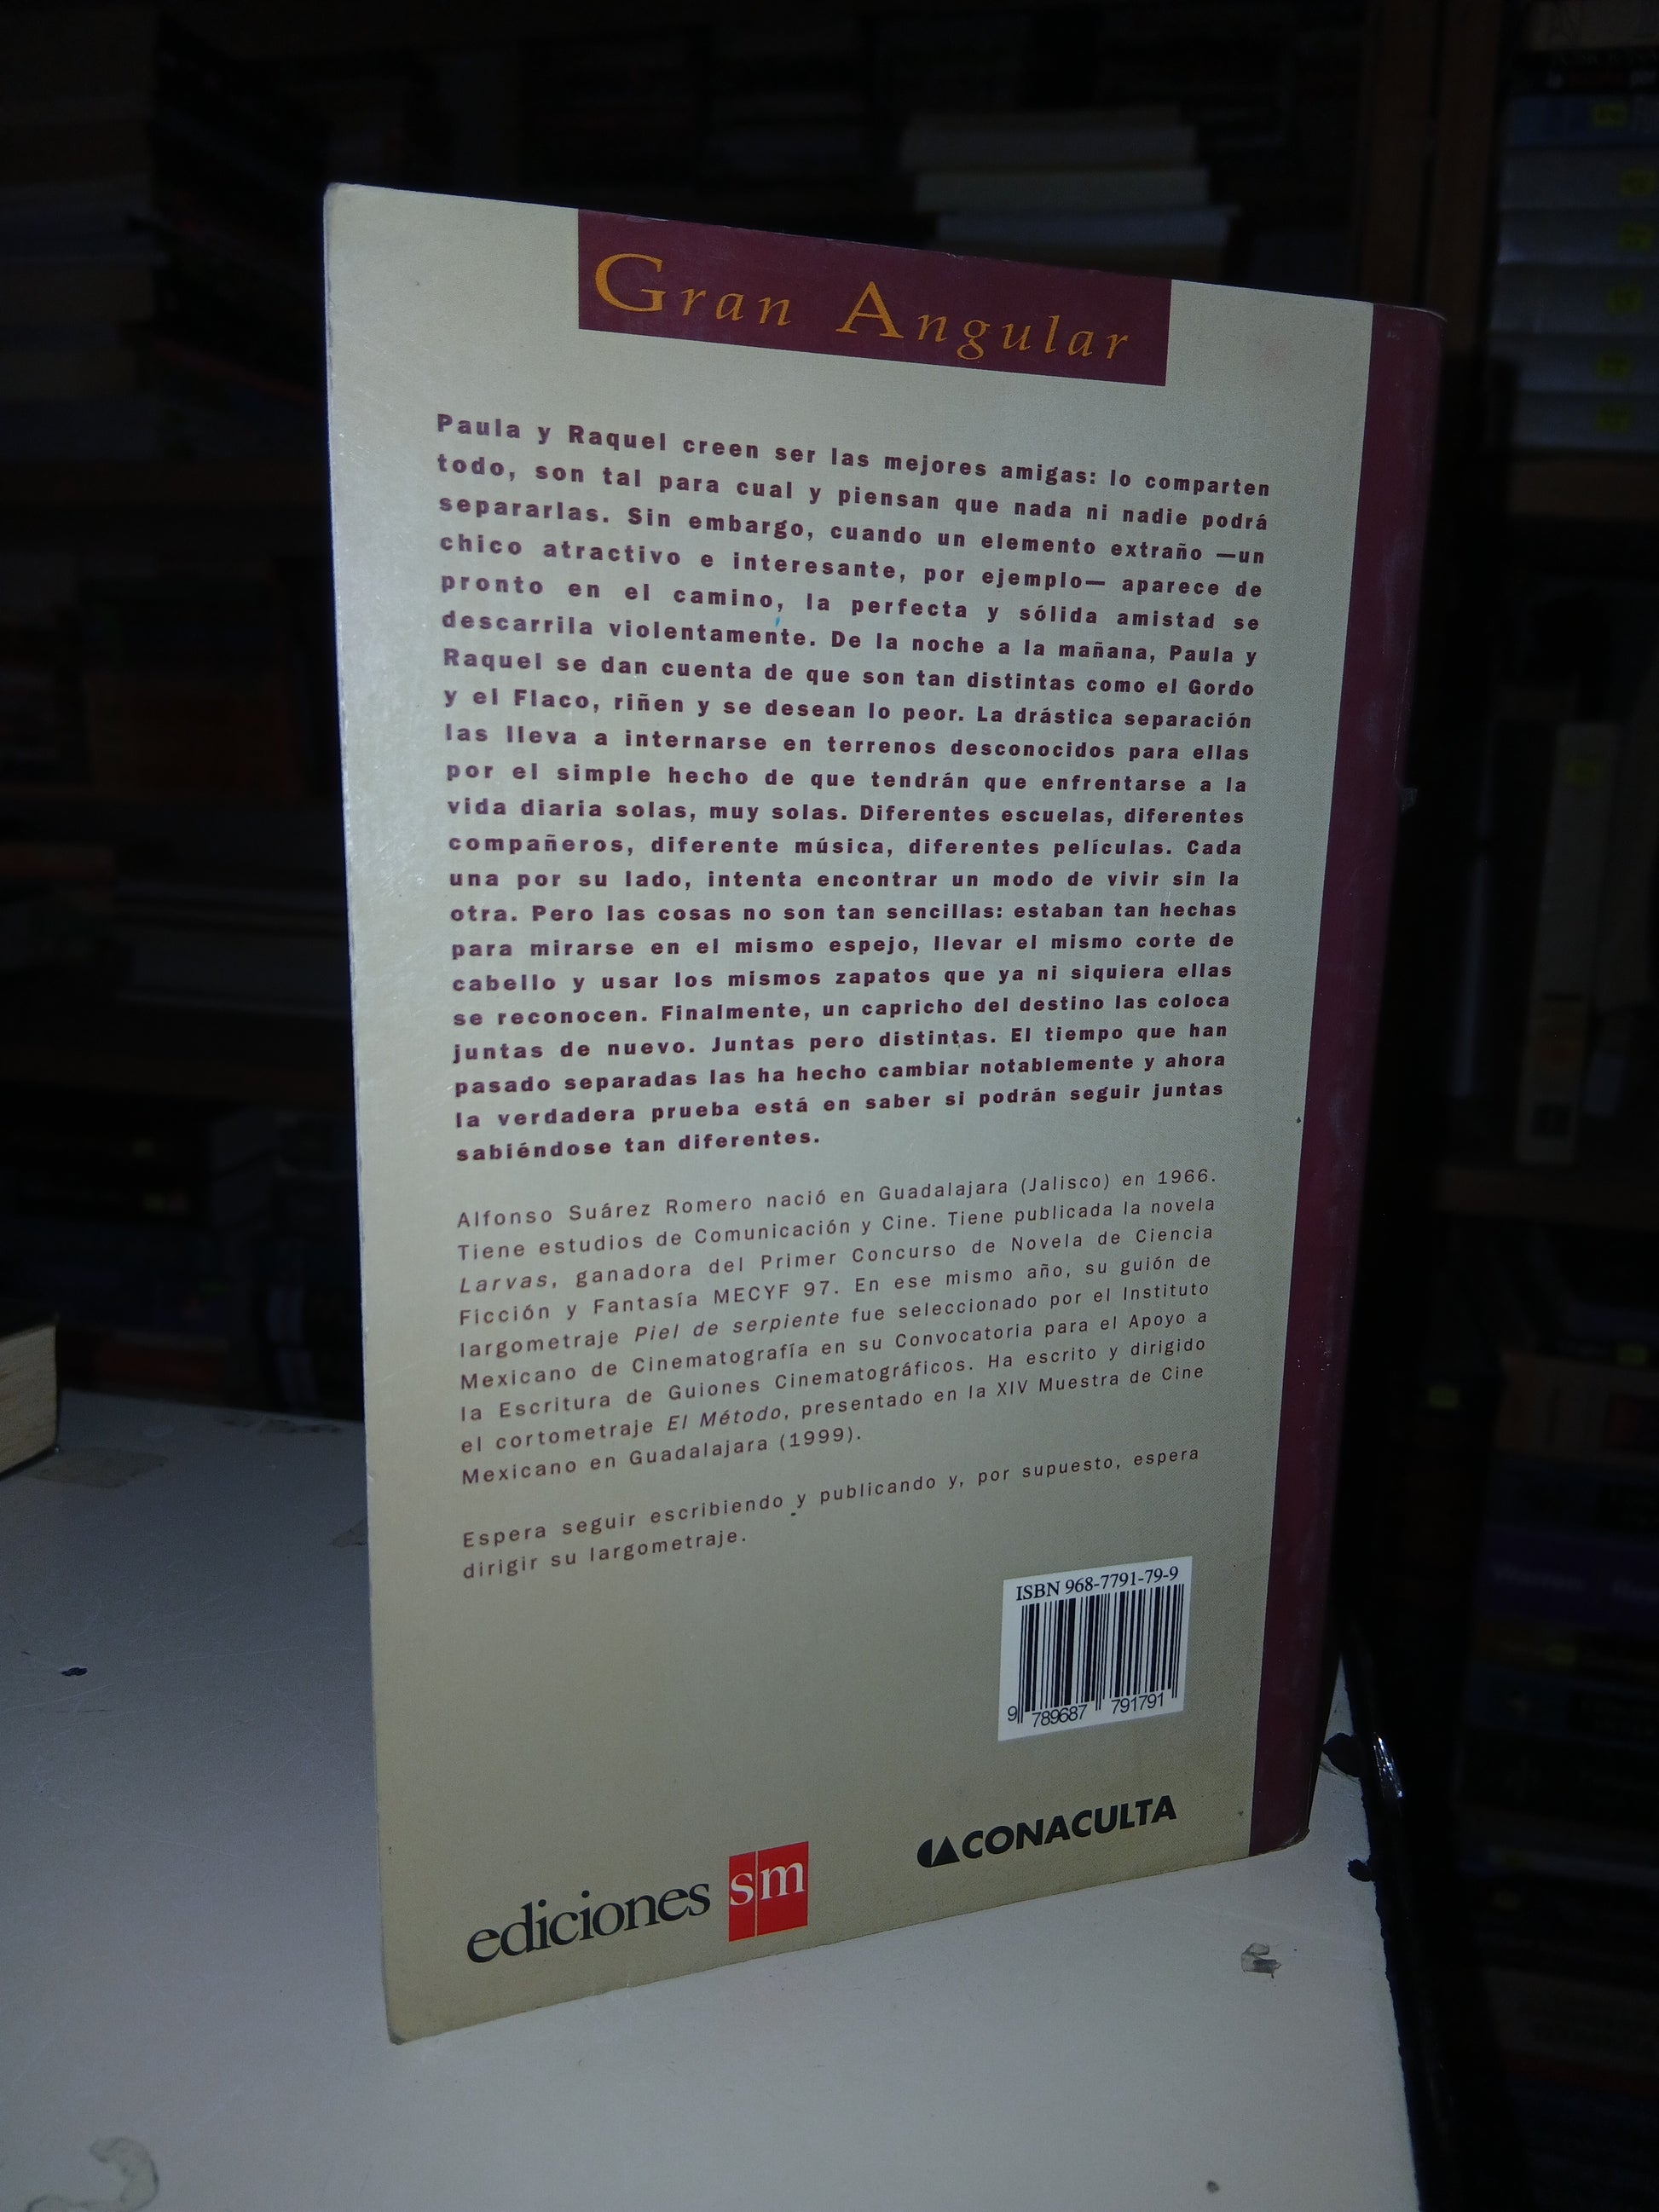 Gran Angular
Paula y Raquel creen ser las mejores amigas: lo comparten
todo, son tal para cual y piensan que nada ni nadie podrá
separarlas. Sin embargo, cuando un elemento extraño —un
chico atractivo e interesante, por ejemplo— aparece de
pronto en el camino, la perfecta y sólida amistad se
descarrila violentamente. De la noche a la mañana, Paula y
Raquel se dan cuenta de que son tan distintas como el Gordo
y el Flaco, riñen y se desean lo peor. La drástica separación
las lleva a internarse en terrenos desconocidos para ellas
por el simple hecho de que tendrán que enfrentarse a la
vida diaria solas, muy solas. Diferentes escuelas, diferentes
compañeros, diferente música, diferentes películas. Cada
una por su lado, intenta encontrar un modo de vivir sin la
otra. Pero las cosas no son tan sencillas: estaban tan hechas
para mirarse en el mismo espejo, llevar el mismo corte de
cabello y usar los mismos zapatos que ya ni siquiera ellas
se reconocen. Finalmente, un capricho del destino las coloca
juntas de nuevo. Juntas pero distintas. El tiempo que han
pasado separadas las ha hecho cambiar notablemente y ahora
la verdadera prueba está en saber si podrán seguir juntas
sabiéndose tan diferentes.
Alfonso Suárez Romero nació en Guadalajara (Jalisco) en 1966.
Tiene estudios de Comunicación y Cine. Tiene publicada la novela
Larvas, ganadora del Primer Concurso de Novela de Ciencia
Ficción y Fantasía MECYF 97. En ese mismo año, su guión de
largometraje Piel de serpiente fue seleccionado por el Instituto
Mexicano de Cinematografía en su Convocatoria para el Apoyo a
la Escritura de Guiones Cinematográficos. Ha escrito y dirigido
el cortometraje El Método, presentado en la XIV Muestra de Cine
Mexicano en Guadalajara (1999).
Espera seguir escribiendo y publicando y, por supuesto, espera
dirigir su largometraje.
ISBN 968-7791-79-9
9 789687 791791
CONACULTA
ediciones sm